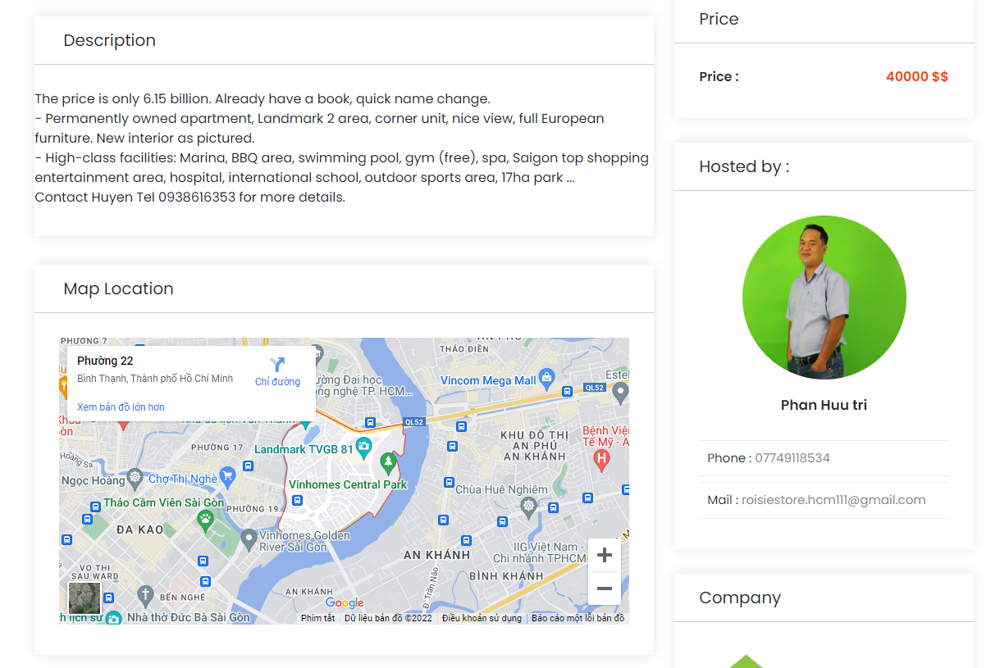 Description
The price is only 6.15 billion. Already have a book, quick name change.
- Permanently owned apartment, Landmark 2 area, corner unit, nice view, full European
furniture. New interior as pictured.
- High-class facilities: Marina, BBQ area, swimming pool, gym (free), spa, Saigon top shopping
entertainment area, hospital, international school, outdoor sports area, 17ha park ...
Contact Huyen Tel 0938616353 for more details.
Map Location
PHƯỜNG 7
Phường 22
Bình Thạnh, Thành phố Hồ Chí Minh
Chỉ đường
Xem bản đồ lớn hơn
THẢO ĐIỀN
Vincom Mega Mall
QL52
Estel
ường Đại học
ông nghệ TP. HCM...
QL52
PHƯỜNG 17
Landmark TVGB 81
KHU ĐÔ THỊ
AN PHÚ
AN KHÁNH
Bệnh Viện
Tế Mỹ - A
H
Hoàng Sa
Ngọc Hoàng
Chợ Thị Nghè
Vinhomes Central Park
Chùa Huê Nghiêm
Thảo Cầm Viên Sài Gòn
PHƯỜNG 19
ĐA KAO
Vinhomes Golden
River Sài Gòn
AN KHÁNH
IIG Việt Nam -
Chi nhánh TPHCM
BÌNH KHÁNH
VO THI
SAU WARD
BẾN NGHÉ
AN KHÁNH
Đ. Trần Não
Nhà thờ Đức Bà Sài Gòn
h lịch sử
Google
Phím tắt
Dữ liệu bản đồ ©2022
Điều khoản sử dụng
Báo cáo một lỗi bản đồ
+
−
Price
Price :
40000 $$
Hosted by :
Phan Huu tri
Phone : 07749118534
Mail : roisiestore.hcm111@gmail.com
Company